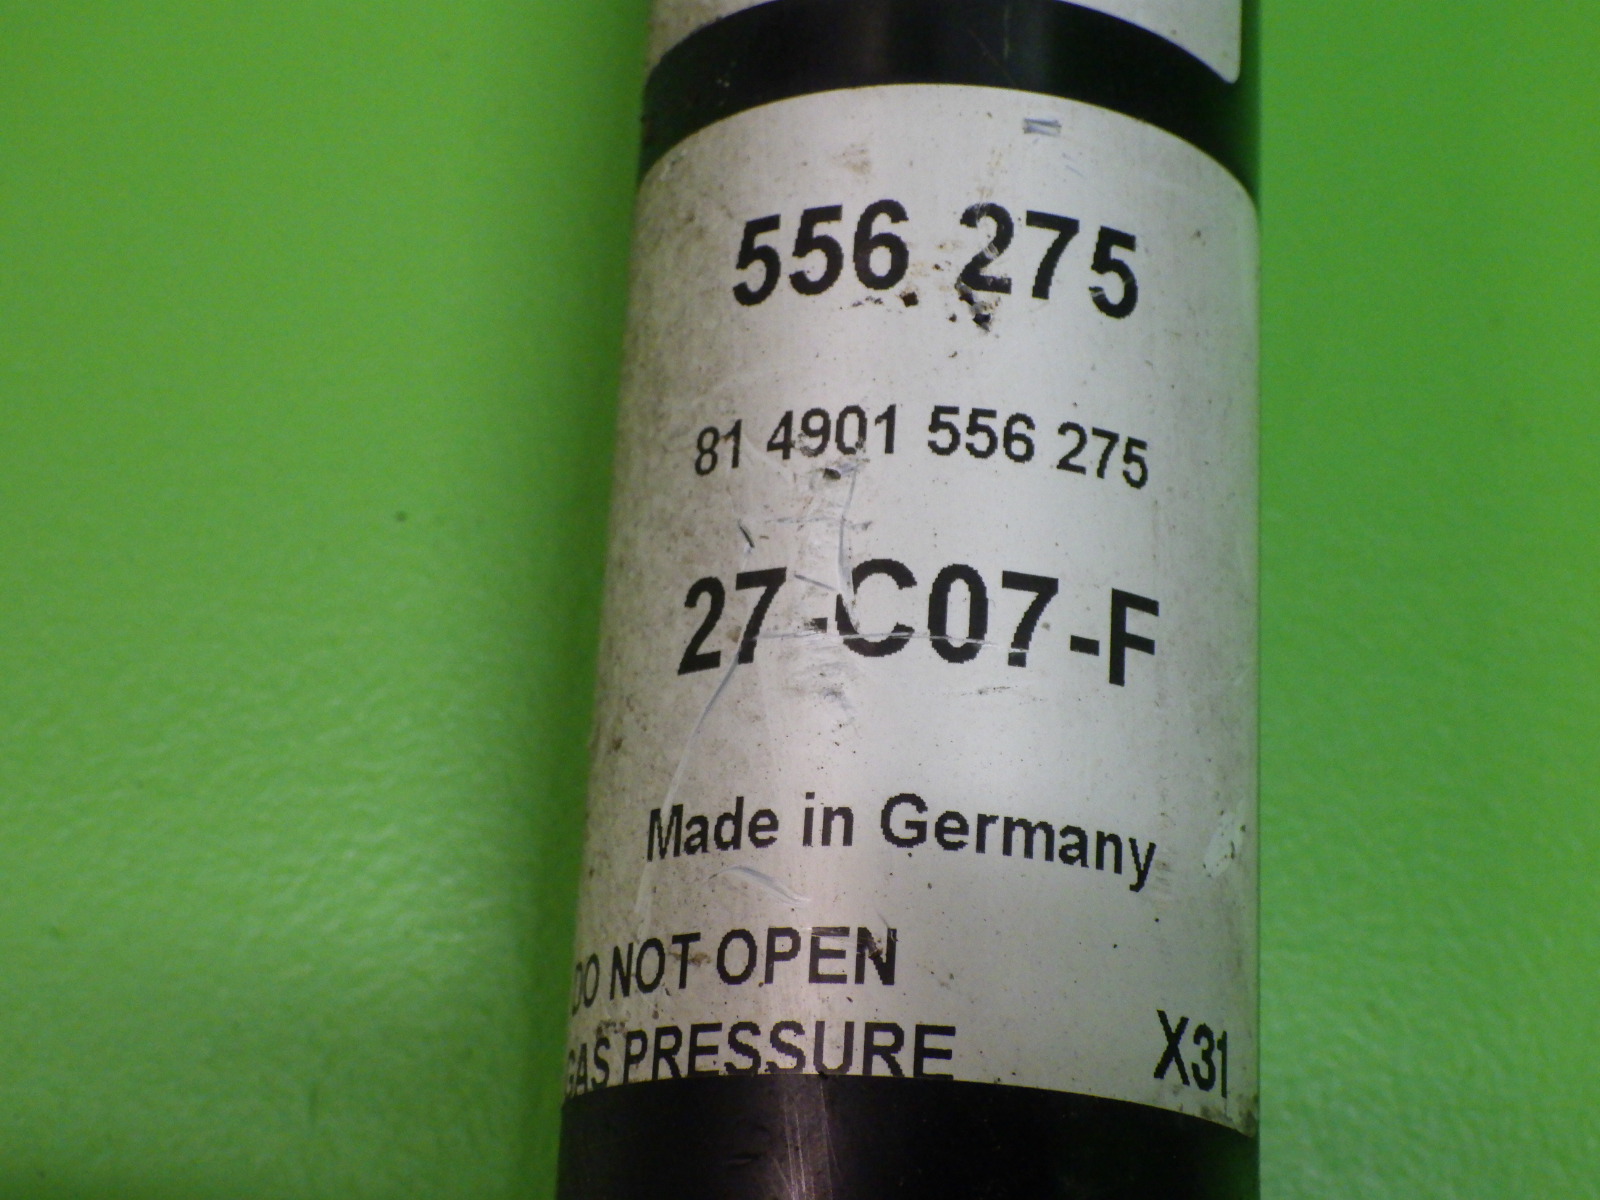 556 275
81 4901 556 275
27-C07-F
Made in Germany
DO NOT OPEN
GAS PRESSURE X31